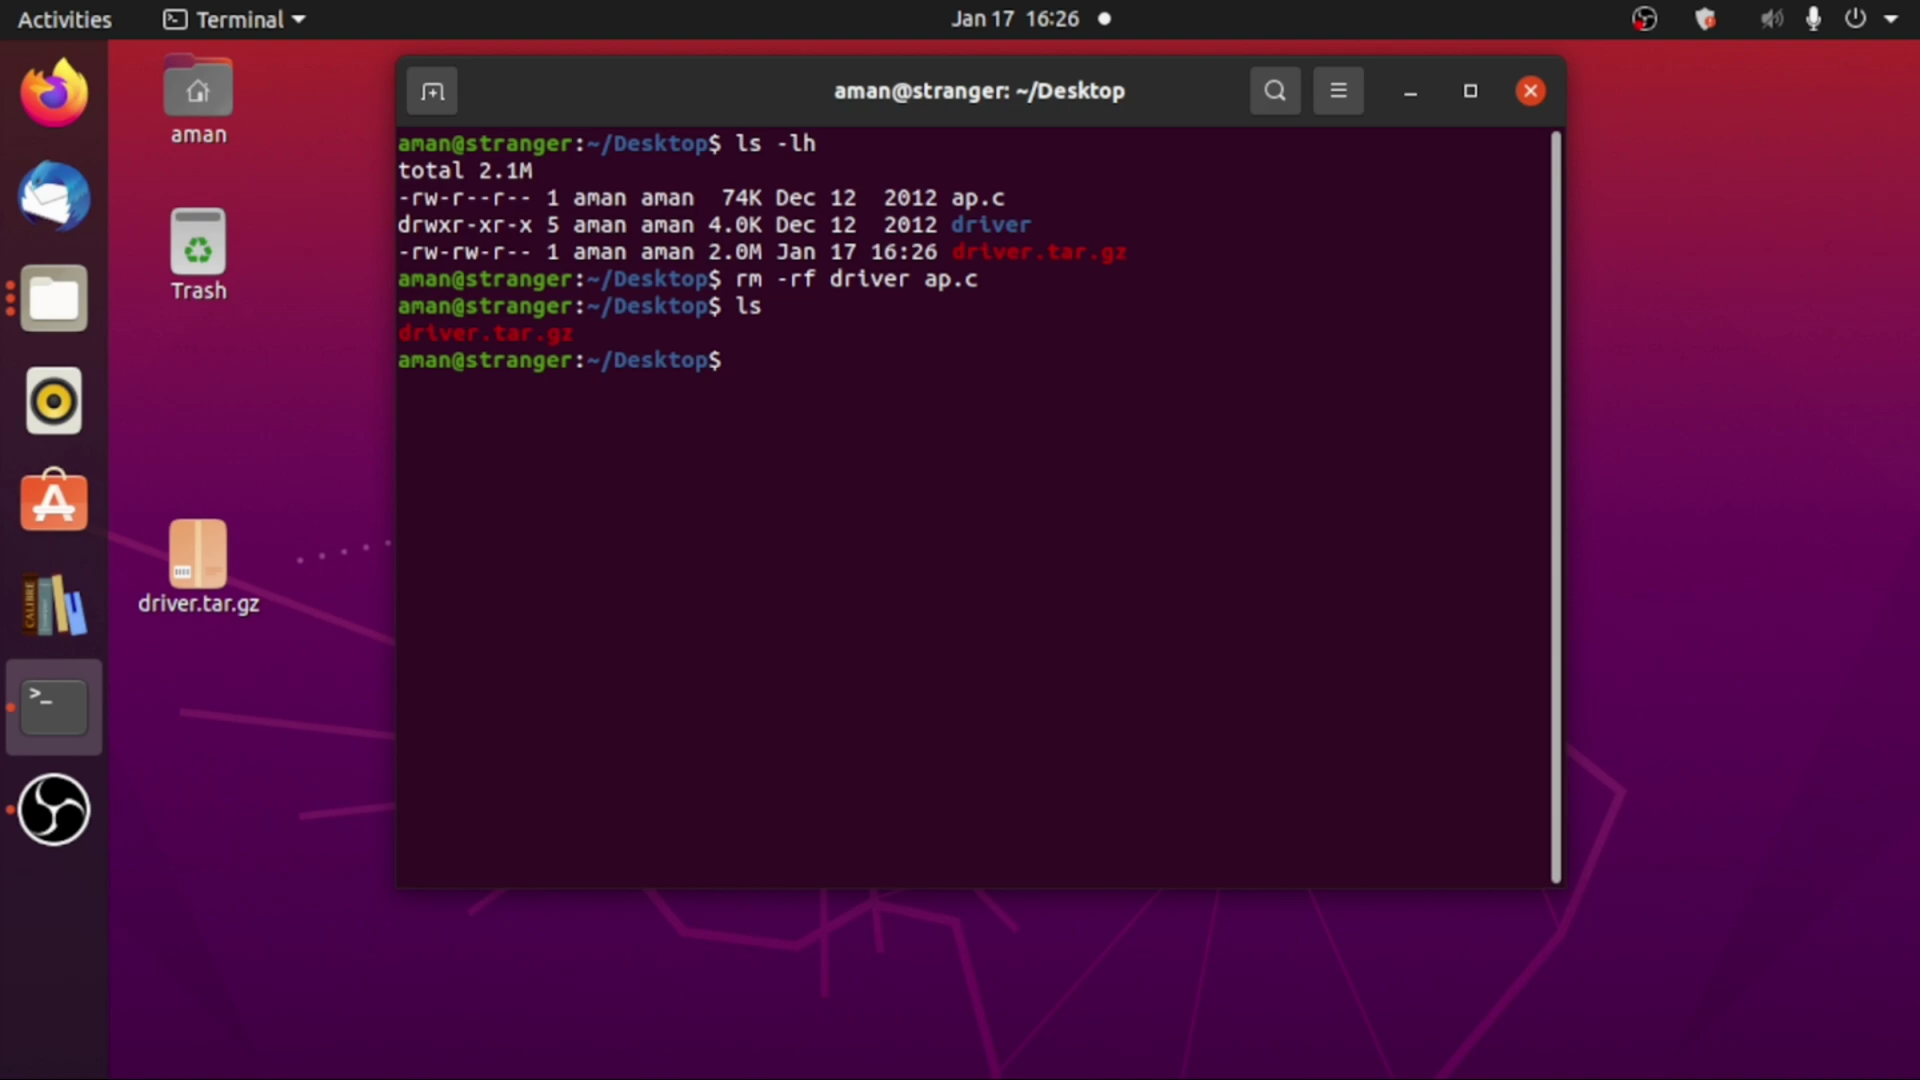 Activities
Terminal
Jan 17 16:26
aman
Trash
CALIBRE
driver.tar.gz
aman@stranger: ~/Desktop
aman@stranger:~/Desktop$ ls -lh
total 2.1M
-rw-r--r-- 1 aman aman  74K Dec 12  2012 ap.c
drwxr-xr-x 5 aman aman 4.0K Dec 12  2012 driver
-rw-rw-r-- 1 aman aman 2.0M Jan 17 16:26 driver.tar.gz
aman@stranger:~/Desktop$ rm -rf driver ap.c
aman@stranger:~/Desktop$ ls
driver.tar.gz
aman@stranger:~/Desktop$